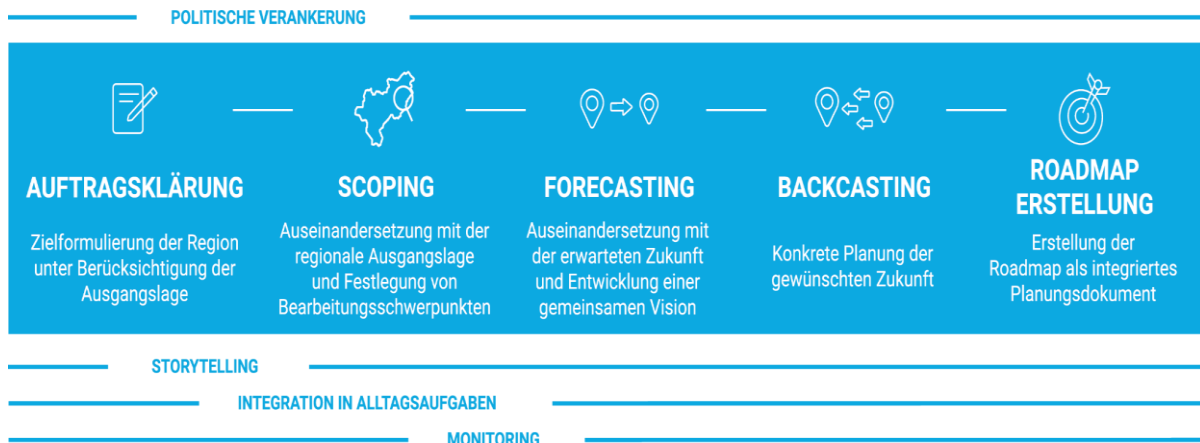 POLITISCHE VERANKERUNG
AUFTRAGSKLÄRUNG
Zielformulierung der Region
unter Berücksichtigung der
Ausgangslage
SCOPING
Auseinandersetzung mit der
regionale Ausgangslage
und Festlegung von
Bearbeitungsschwerpunkten
FORECASTING
Auseinandersetzung mit
der erwarteten Zukunft
und Entwicklung einer
gemeinsamen Vision
BACKCASTING
Konkrete Planung der
gewünschten Zukunft
ROADMAP
ERSTELLUNG
Erstellung der
Roadmap als integriertes
Planungsdokument
STORYTELLING
INTEGRATION IN ALLTAGSAUFGABEN
MONITORING